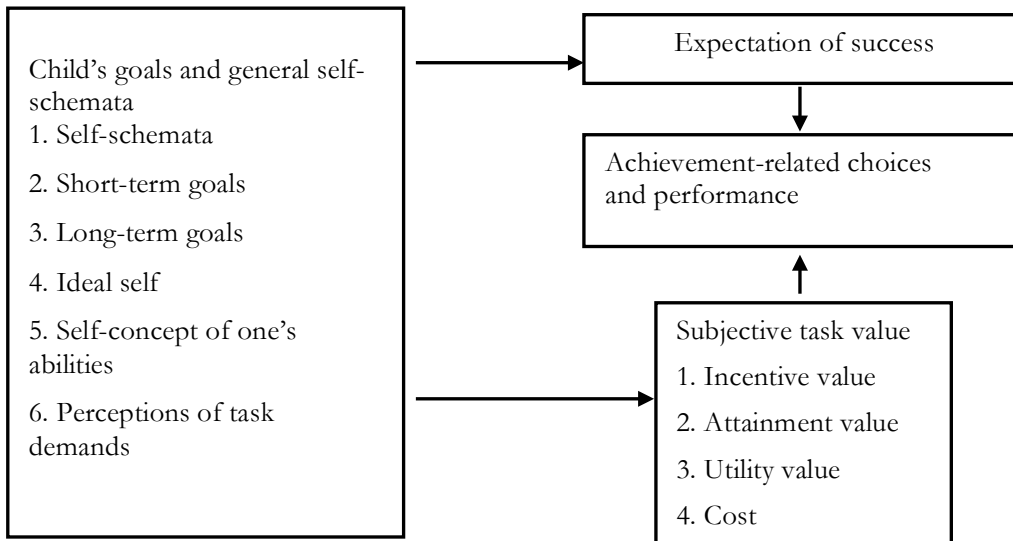 Child’s goals and general self-
schemata
1. Self-schemata
2. Short-term goals
3. Long-term goals
4. Ideal self
5. Self-concept of one’s
abilities
6. Perceptions of task
demands
Expectation of success
Achievement-related choices
and performance
Subjective task value
1. Incentive value
2. Attainment value
3. Utility value
4. Cost